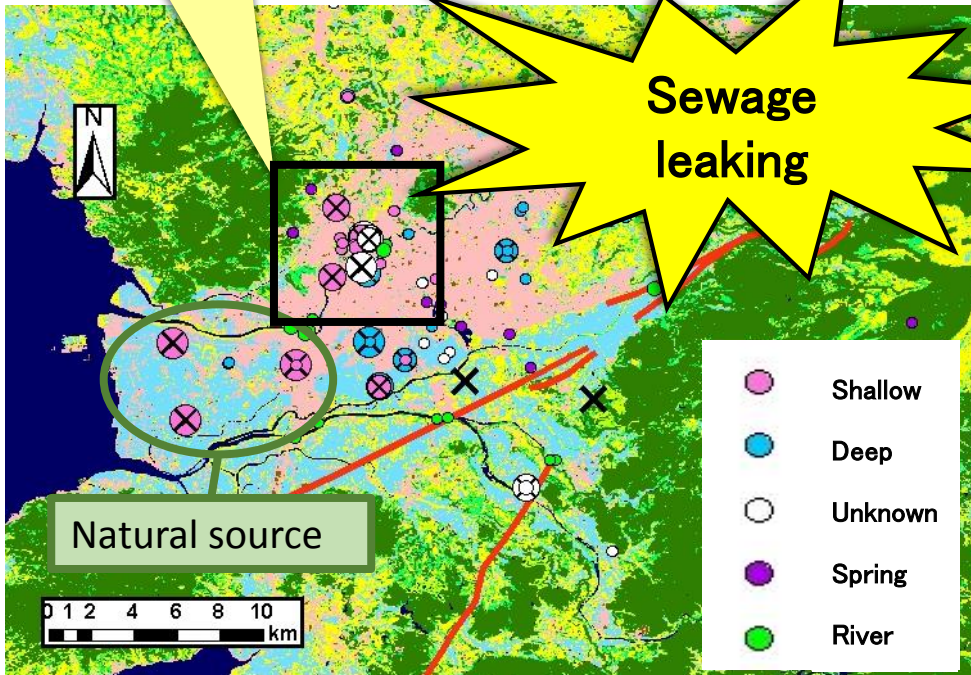 Sewage
leaking
N
Natural source
0 1 2 4 6 8 10
km
Shallow
Deep
Unknown
Spring
River